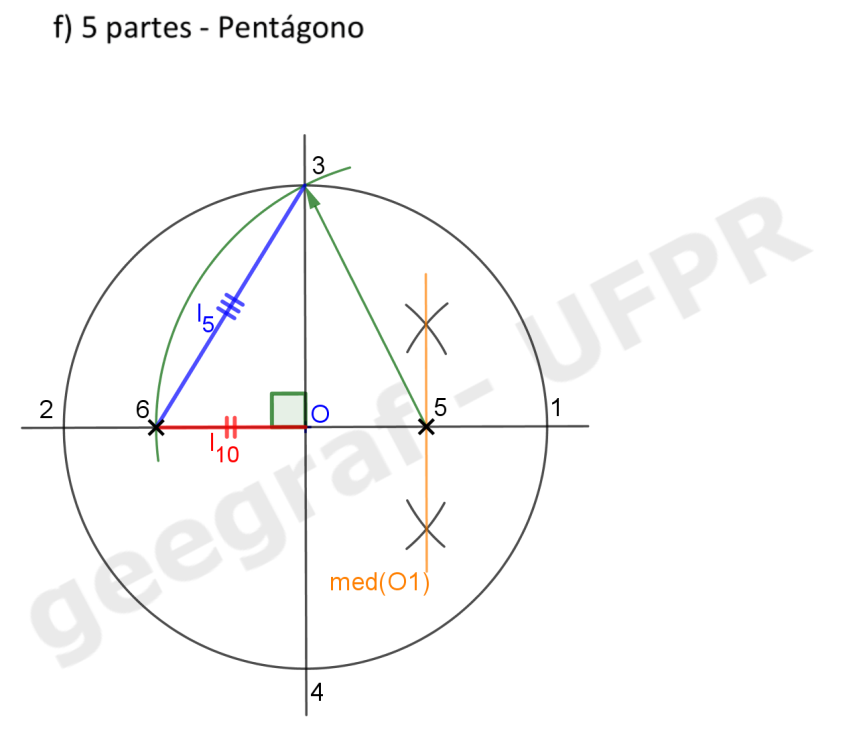 f) 5 partes - Pentágono
3
l5
2
6
O
5
1
l10
med(O1)
4
geegraf - UFPR